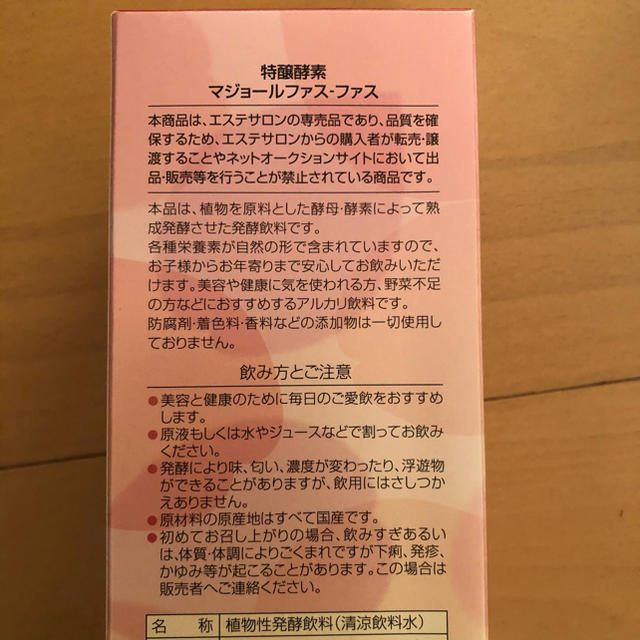 特醸酵素
マジョールファス-ファス
本商品は、エステサロンの専売品であり、品質を確
保するため、エステサロンからの購入者が転売・譲
渡することやネットオークションサイトにおいて出
品・販売等を行うことが禁止されている商品です。
本品は、植物を原料とした酵母・酵素によって熟
成発酵させた発酵飲料です。
各種栄養素が自然の形で含まれていますので、
お子様からお年寄りまで安心してお飲みいただ
けます。美容や健康に気を使われる方、野菜不足
の方などにおすすめするアルカリ飲料です。
防腐剤・着色料・香料などの添加物は一切使用し
ておりません。
飲み方とご注意
●美容と健康のために毎日のご愛飲をおすすめ
します。
●原液もしくは水やジュースなどで割ってお飲み
ください。
●発酵により味、匂い、濃度が変わったり、浮遊物
ができることがありますが、飲用にはさしつか
えありません。
●原材料の原産地はすべて国産です。
●初めてお召し上がりの場合、飲みすぎあるい
は、体質・体調によりごくまれですが下痢、発疹、
かゆみ等が起こることがあります。この場合は
販売者へご連絡ください。
名 称 植物性発酵飲料(清涼飲料水)